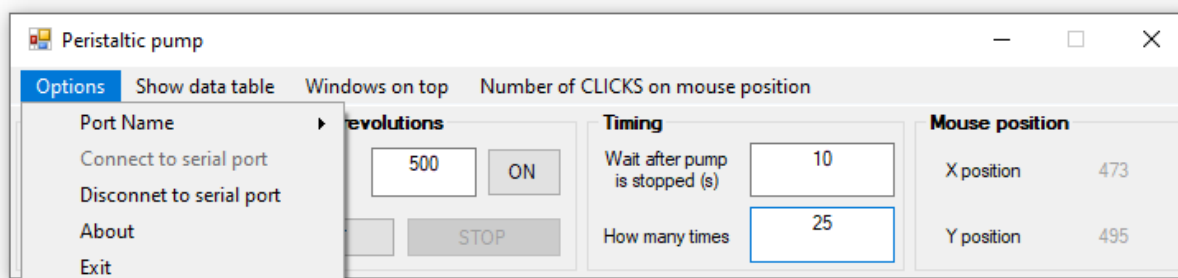 Peristaltic pump
Options Show data table Windows on top Number of CLICKS on mouse position
Port Name
Connect to serial port
Disconnet to serial port
About
Exit
revolutions
500 ON
STOP
Timing
Wait after pump
is stopped (s)
10
How many times 25
Mouse position
X position 473
Y position 495